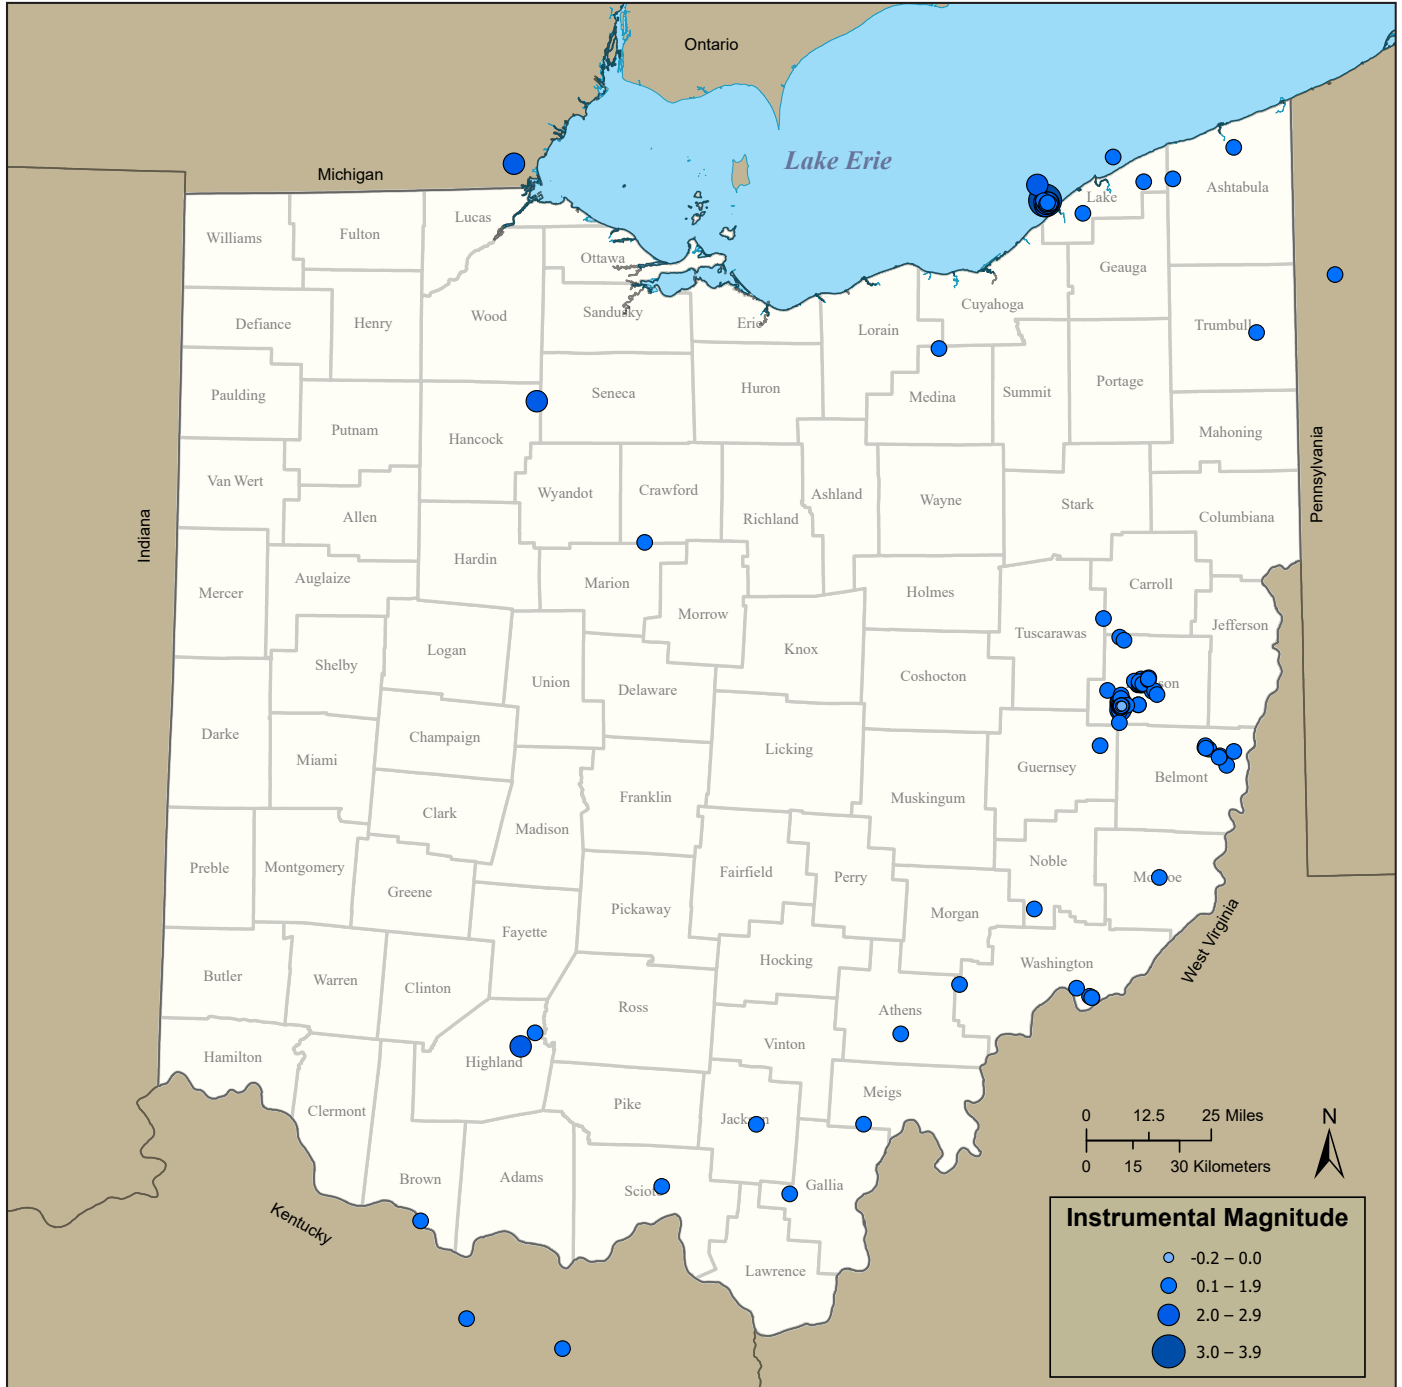 Ontario
Lake Erie
Michigan
Lake
Ashtabula
Lucas
Williams
Fulton
Ottawa
Geauga
Cuyahoga
Sandusky
Wood
Erie
Defiance
Henry
Lorain
Trumbull
Paulding
Seneca
Huron
Medina
Summit
Portage
Putnam
Hancock
Mahoning
Pennsylvania
Van Wert
Wyandot
Crawford
Ashland
Wayne
Stark
Allen
Richland
Columbiana
Indiana
Hardin
Auglaize
Marion
Carroll
Mercer
Holmes
Morrow
Jefferson
Tuscarawas
Logan
Knox
Shelby
Coshocton
Union
Delaware
son
Darke
Champaign
Licking
Miami
Guernsey
Belmont
Franklin
Muskingum
Clark
Madison
Noble
Preble
Montgomery
Fairfield
Perry
Monroe
Greene
Pickaway
Morgan
Fayette
West Virginia
Hocking
Washington
Butler
Warren
Clinton
Ross
Athens
Vinton
Hamilton
Highland
Meigs
Clermont
Pike
Jackson
0 12.5 25 Miles
N
0 15 30 Kilometers
Brown
Adams
Scioto
Gallia
Kentucky
Lawrence
Instrumental Magnitude
-0.2 – 0.0
0.1 – 1.9
2.0 – 2.9
3.0 – 3.9